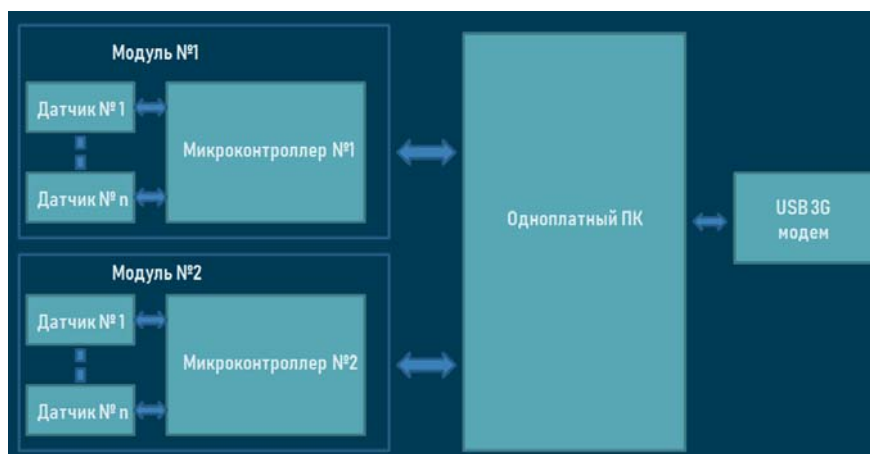 Модуль №1
Датчик № 1
Микроконтроллер №1
Датчик № n
Модуль №2
Датчик № 1
Микроконтроллер №2
Датчик № n
Одноплатный ПК
USB 3G
модем